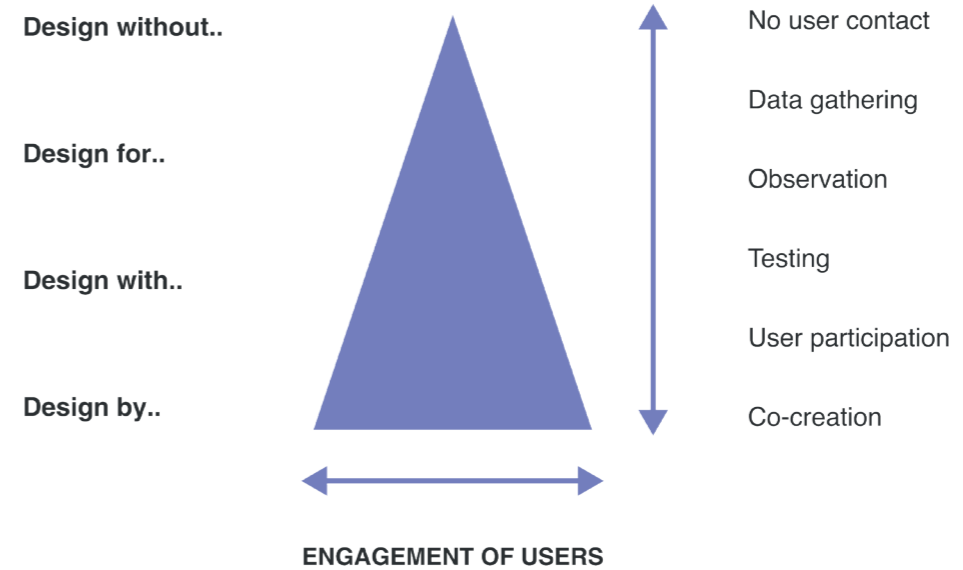 Design without..
Design for..
Design with..
Design by..
No user contact
Data gathering
Observation
Testing
User participation
Co-creation
ENGAGEMENT OF USERS